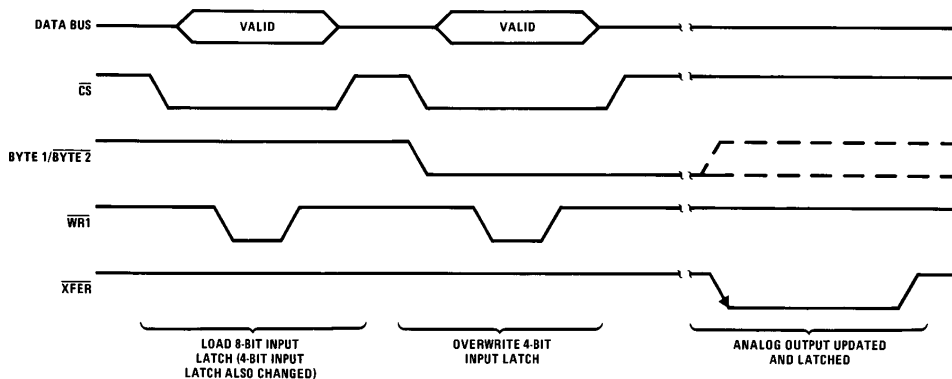 DATA BUS
VALID
VALID
CS
BYTE 1/BYTE 2
WR1
XFER
LOAD 8-BIT INPUT
LATCH (4-BIT INPUT
LATCH ALSO CHANGED)
OVERWRITE 4-BIT
INPUT LATCH
ANALOG OUTPUT UPDATED
AND LATCHED